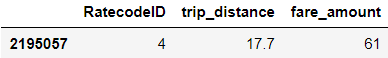 RatecodeID trip_distance fare_amount
2195057 4 17.7 61